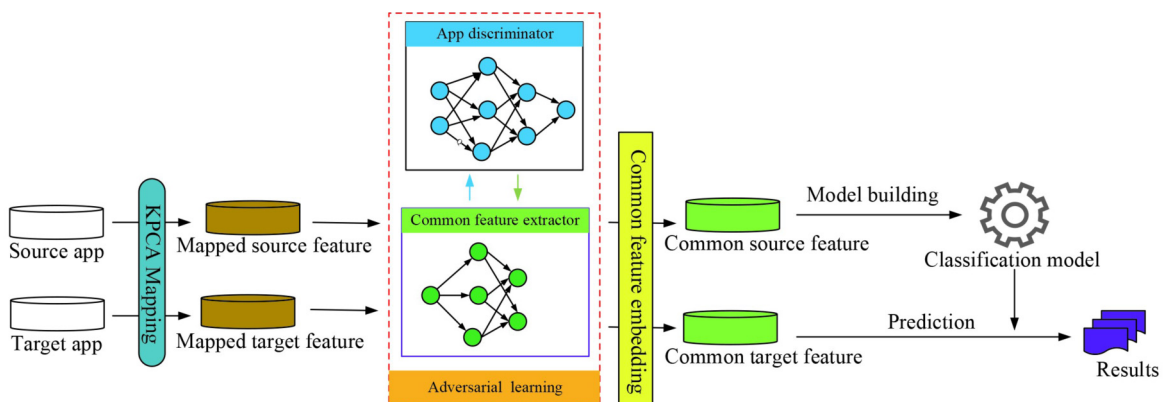 App discriminator
Common feature extractor
Adversarial learning
Source app
Target app
KPCA Mapping
Mapped source feature
Mapped target feature
Common feature embedding
Common source feature
Common target feature
Model building
Classification model
Prediction
Results